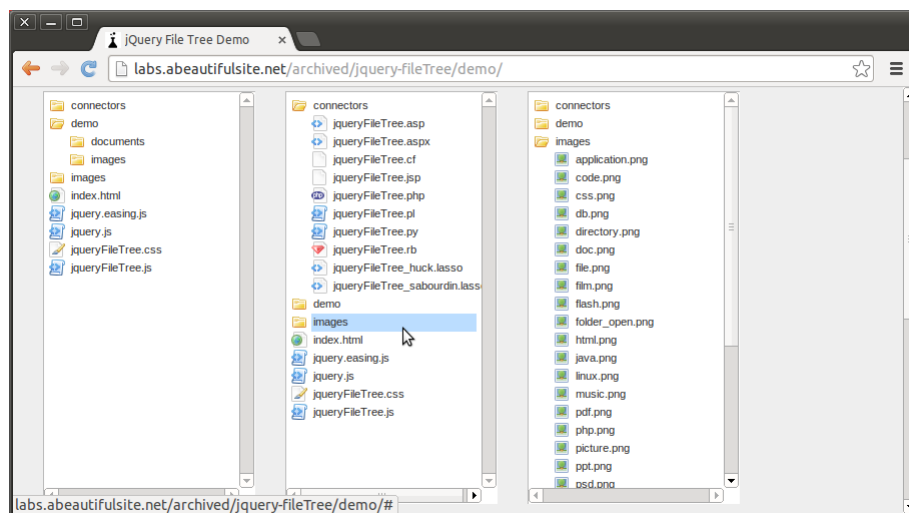 jQuery File Tree Demo
labs.abeautifulsite.net/archived/jquery-fileTree/demo/
connectors
demo
documents
images
images
index.html
jquery.easing.js
jquery.js
jqueryFileTree.css
jqueryFileTree.js
connectors
jqueryFileTree.asp
jqueryFileTree.aspx
jqueryFileTree.cf
jqueryFileTree.jsp
jqueryFileTree.php
jqueryFileTree.pl
jqueryFileTree.py
jqueryFileTree.rb
jqueryFileTree_huck.lasso
jqueryFileTree_sabourdin.lass
demo
images
index.html
jquery.easing.js
jquery.js
jqueryFileTree.css
jqueryFileTree.js
connectors
demo
images
application.png
code.png
css.png
db.png
directory.png
doc.png
file.png
film.png
flash.png
folder_open.png
html.png
java.png
linux.png
music.png
pdf.png
php.png
picture.png
ppt.png
psd.png
labs.abeautifulsite.net/archived/jquery-fileTree/demo/#